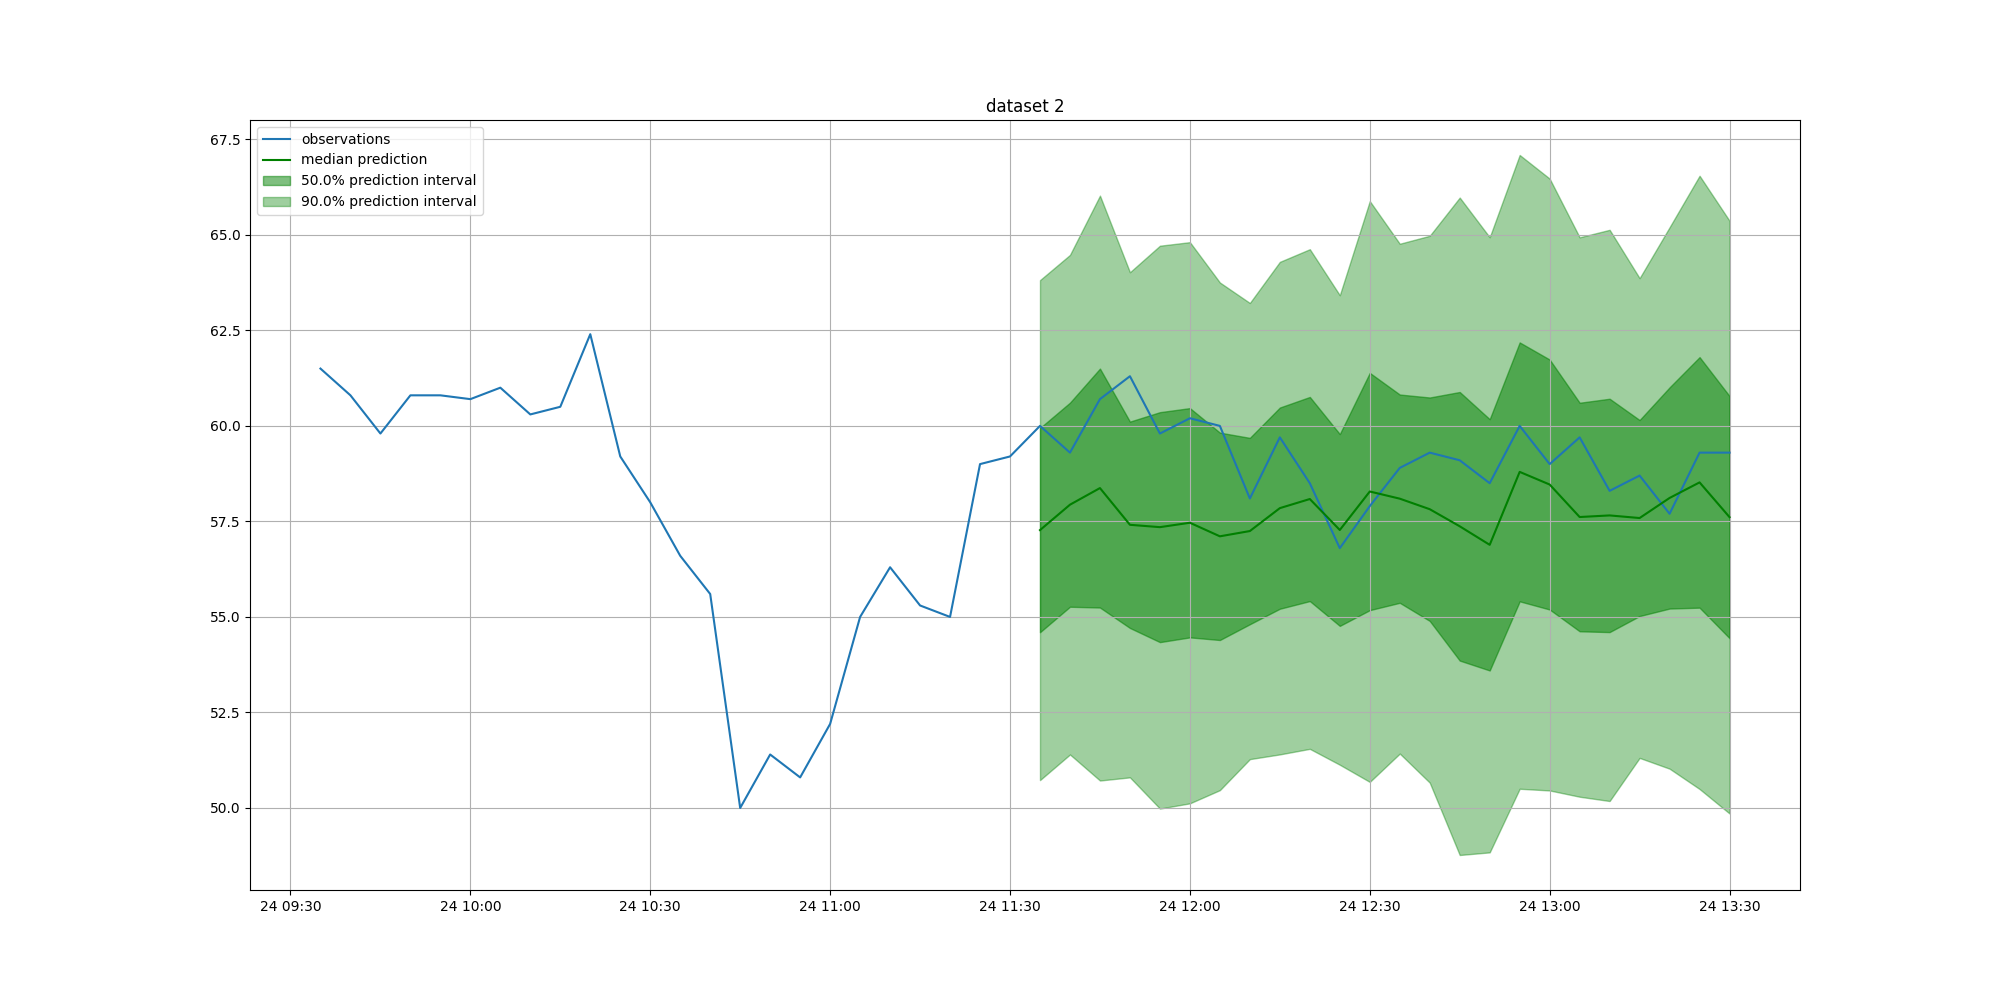 dataset 2
observations
median prediction
50.0% prediction interval
90.0% prediction interval
67.5
65.0
62.5
60.0
57.5
55.0
52.5
50.0
24 09:30 24 10:00 24 10:30 24 11:00 24 11:30 24 12:00 24 12:30 24 13:00 24 13:30